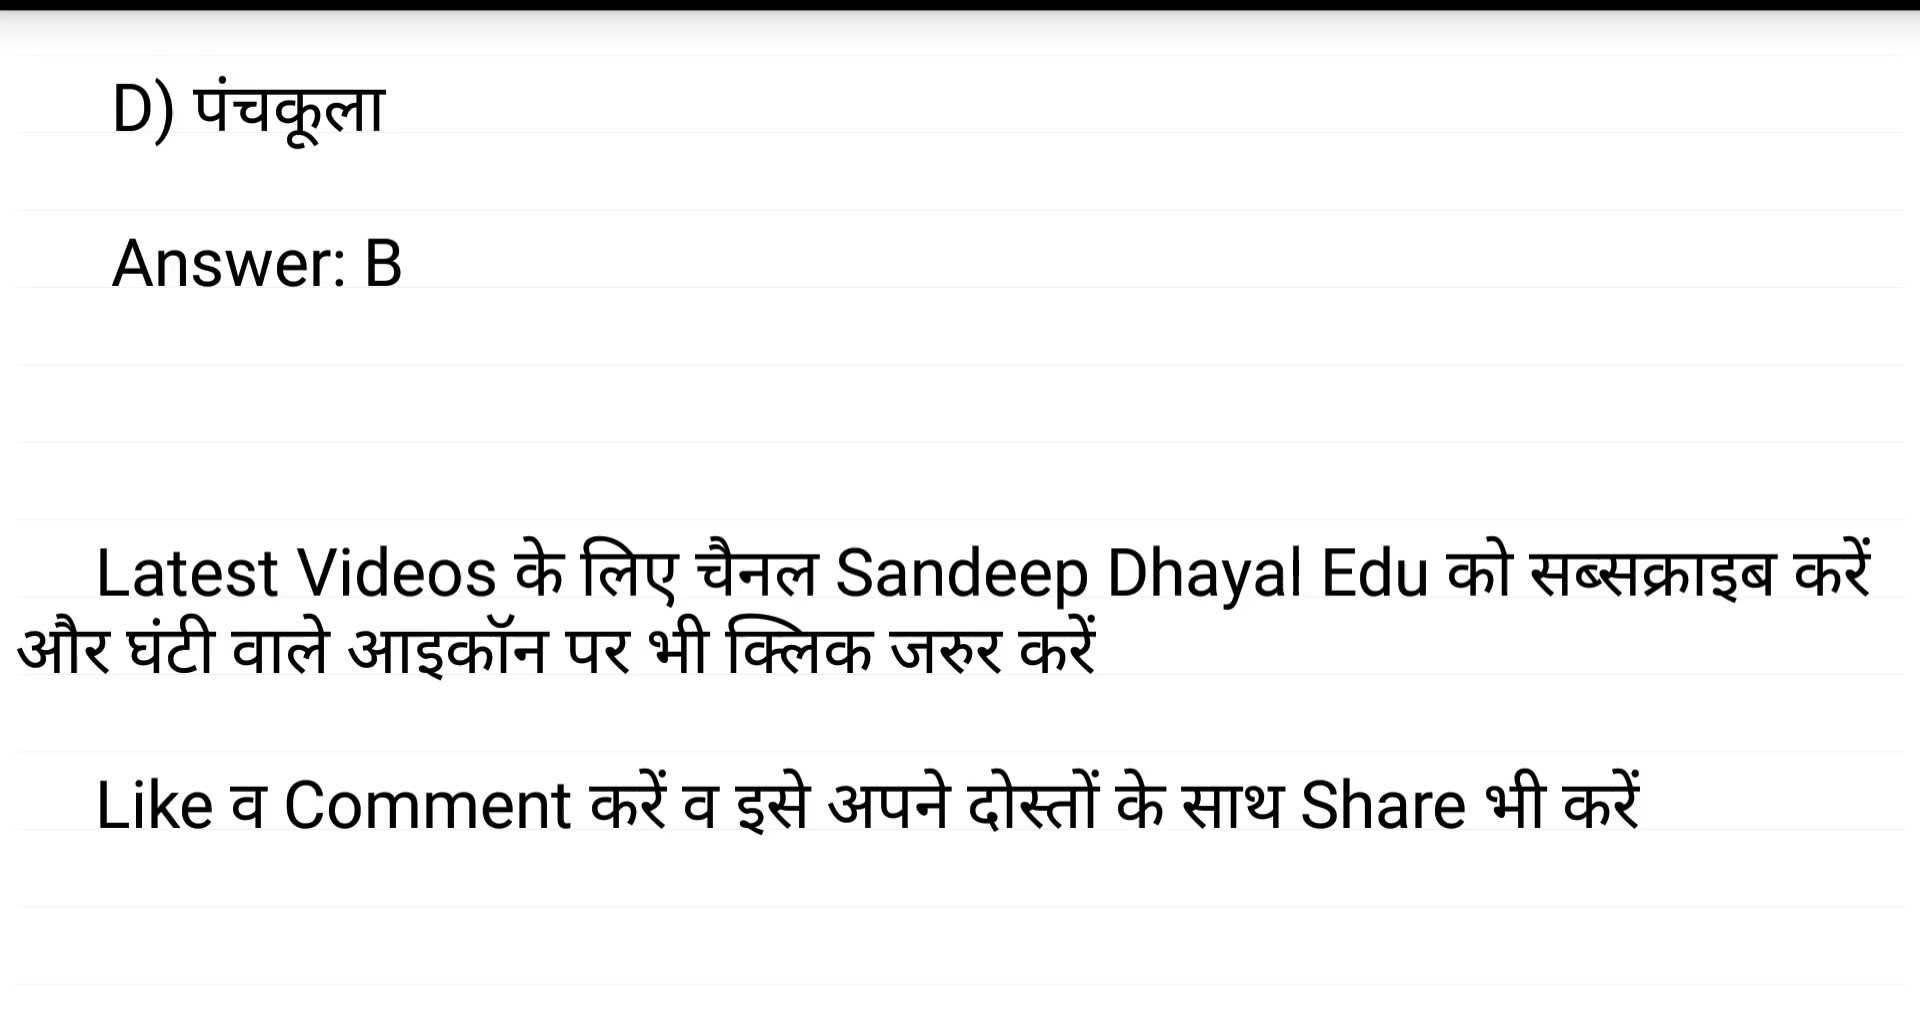 D) पंचकूला
Answer: B
Latest Videos के लिए चैनल Sandeep Dhayal Edu को सब्सक्राइब करें
और घंटी वाले आइकॉन पर भी क्लिक जरुर करें
Like व Comment करें व इसे अपने दोस्तों के साथ Share भी करें